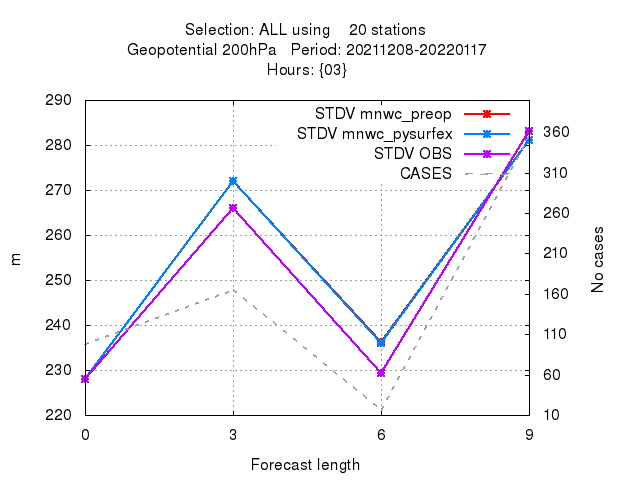 Selection: ALL using    20 stations
Geopotential 200hPa   Period: 20211208-20220117
Hours: {03}
290
280
270
260
250
240
230
220
m
STDV mnwc_preop
STDV mnwc_pysurfex
STDV OBS
CASES
360
310
260
210
160
110
60
10
No cases
0 3 6 9
Forecast length